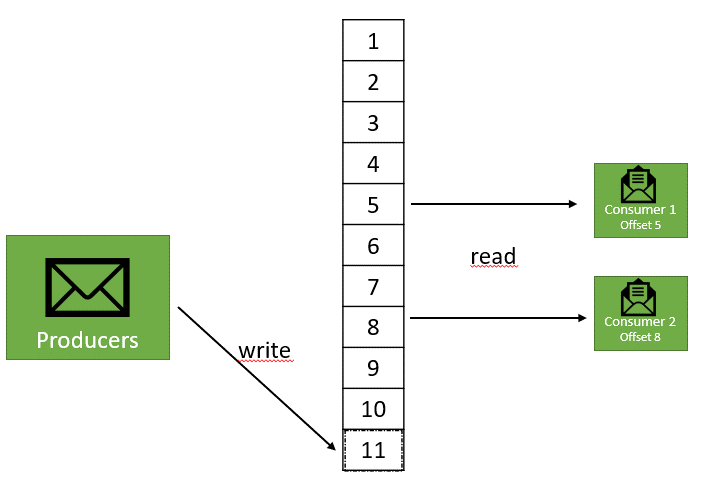 1
2
3
4
5
6
7
8
9
10
11
Producers
write
read
Consumer 1
Offset 5
Consumer 2
Offset 8